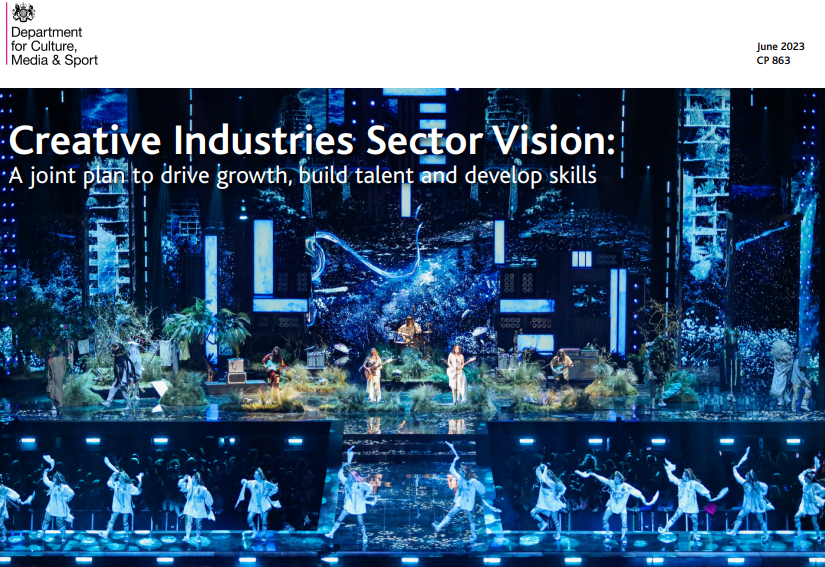 Department
for Culture,
Media & Sport
June 2023
CP 863
Creative Industries Sector Vision:
A joint plan to drive growth, build talent and develop skills